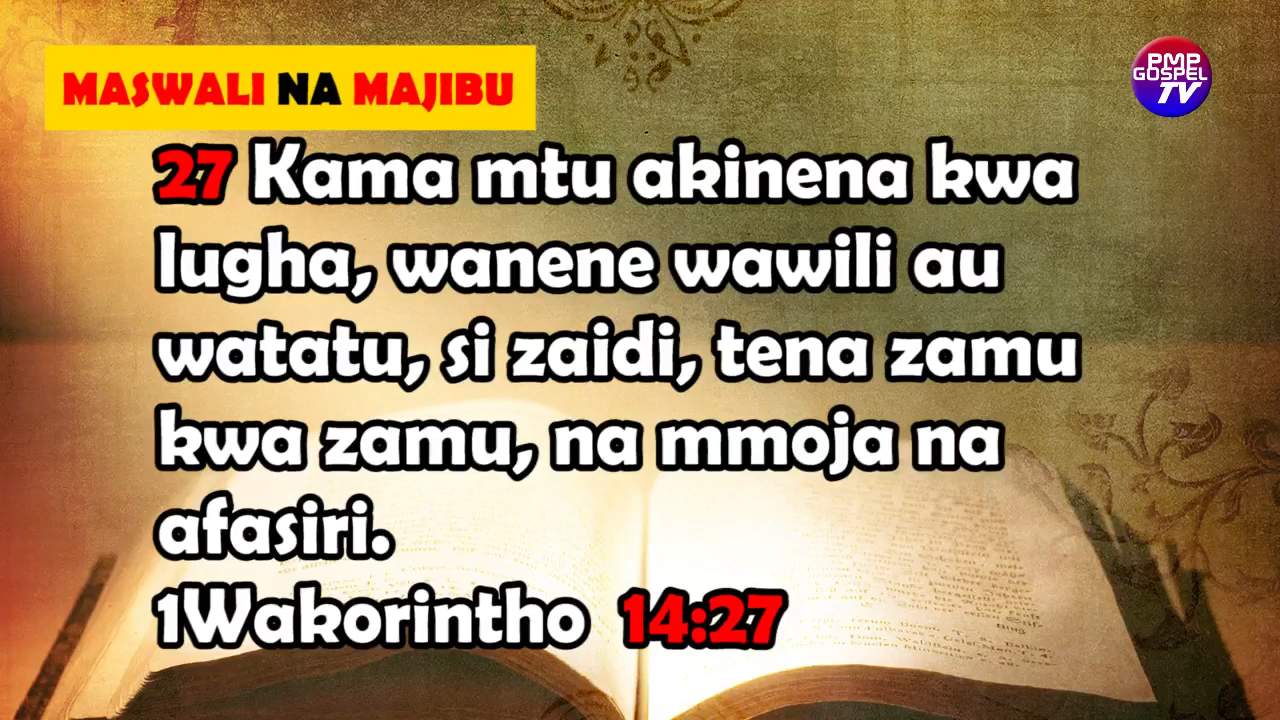 MASWALI NA MAJIBU
PMP
GOSPEL
TV
27 Kama mtu akinena kwa
lugha, wanene wawili au
watatu, si zaidi, tena zamu
kwa zamu, na mmoja na
afasiri.
1Wakorintho 14:27